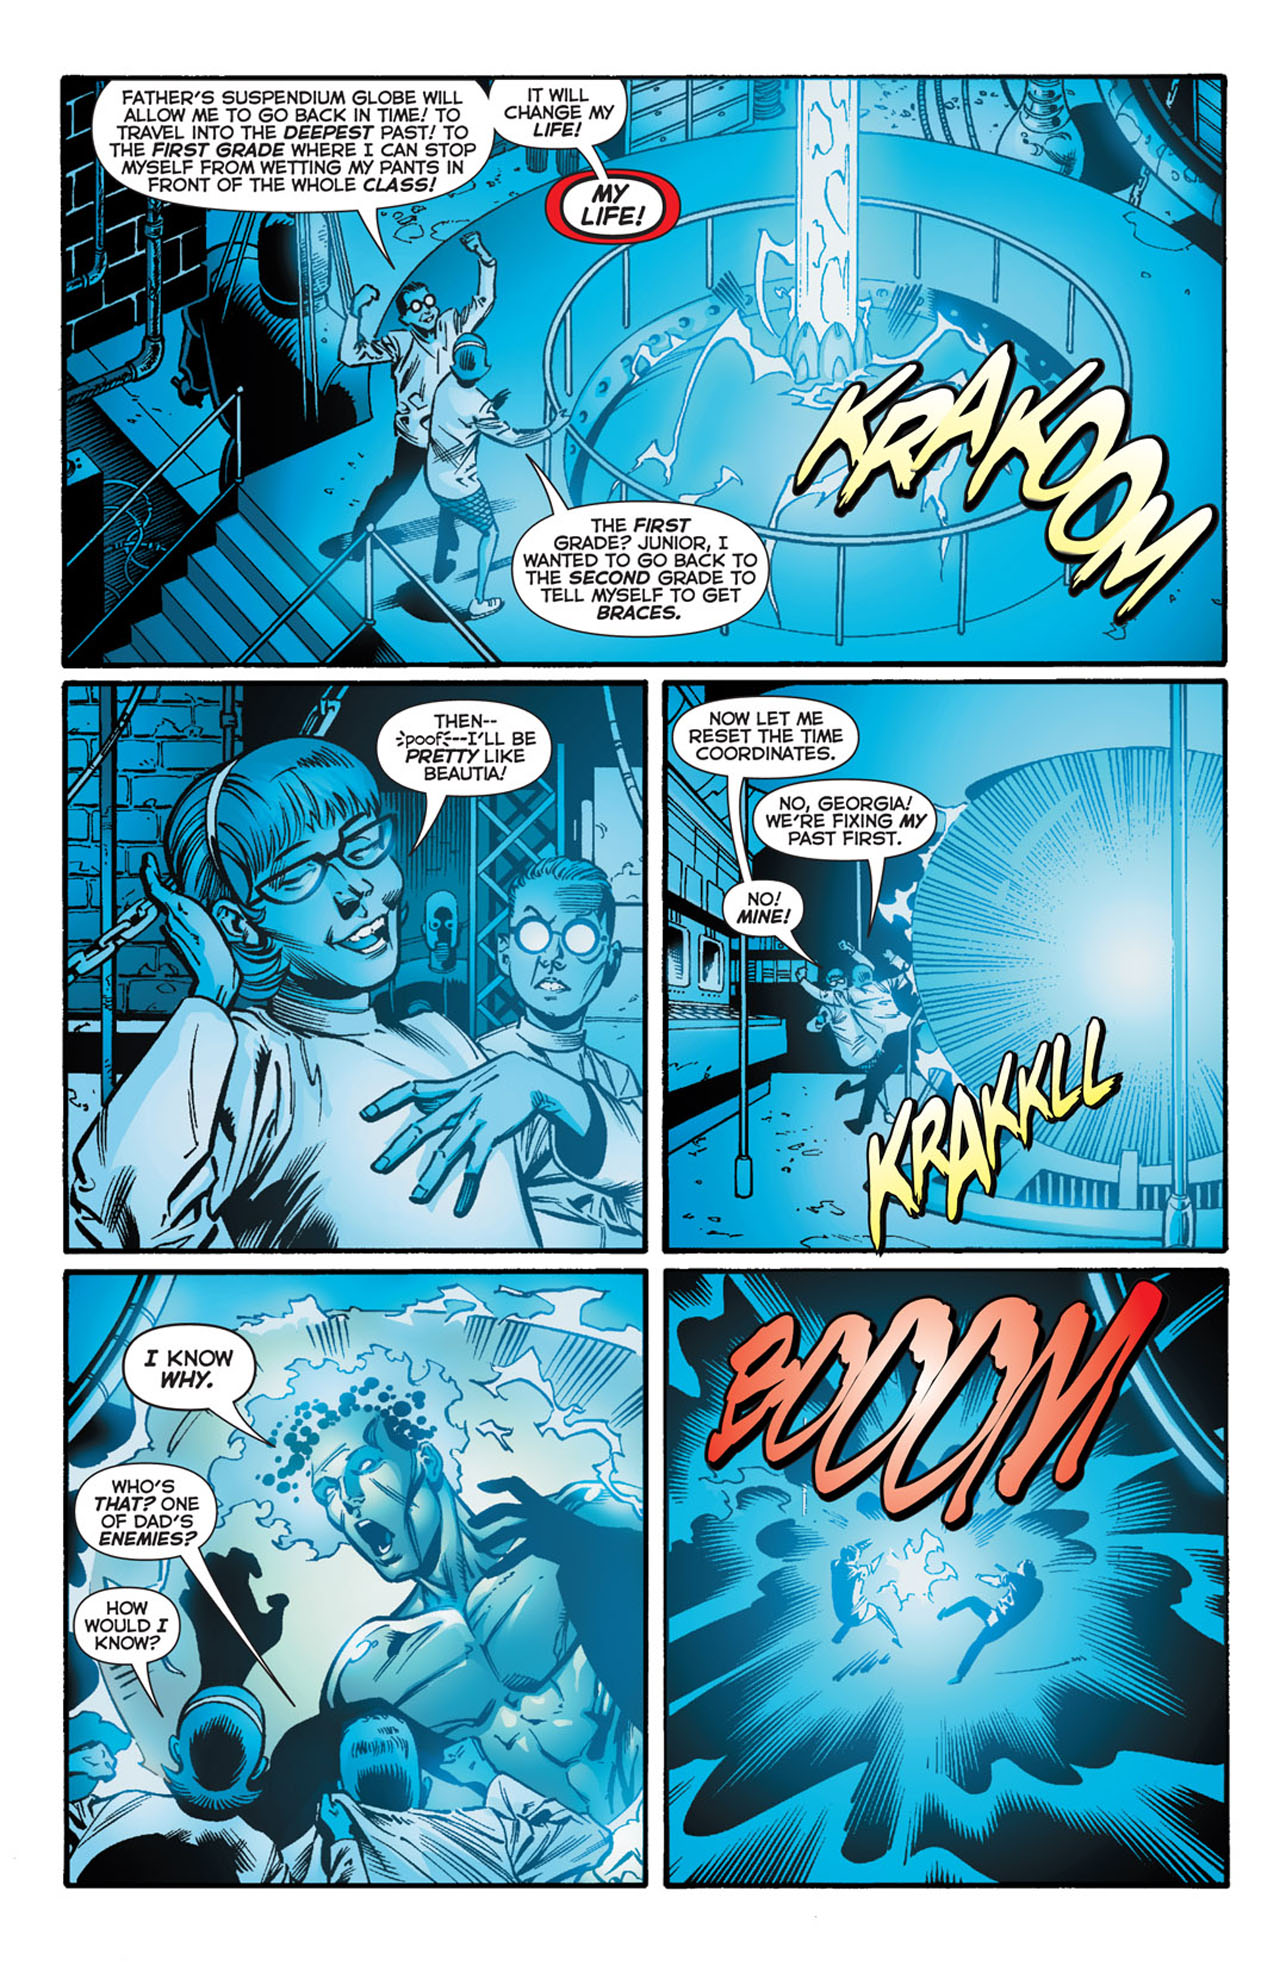 FATHER'S SUSPENDIUM GLOBE WILL
ALLOW ME TO GO BACK IN TIME! TO
TRAVEL INTO THE DEEPEST PAST! TO
THE FIRST GRADE WHERE I CAN STOP
MYSELF FROM WETTING MY PANTS IN
FRONT OF THE WHOLE CLASS!
IT WILL
CHANGE MY
LIFE!
MY
LIFE!
KRAKOOM
THE FIRST
GRADE? JUNIOR, I
WANTED TO GO BACK TO
THE SECOND GRADE TO
TELL MYSELF TO GET
BRACES.
THEN--
poof--I'LL BE
PRETTY LIKE
BEAUTIA!
NOW LET ME
RESET THE TIME
COORDINATES.
NO, GEORGIA!
WE'RE FIXING MY
PAST FIRST.
NO!
MINE!
KRAKKLL
I KNOW
WHY.
WHO'S
THAT? ONE
OF DAD'S
ENEMIES?
HOW
WOULD I
KNOW?
BOOOM